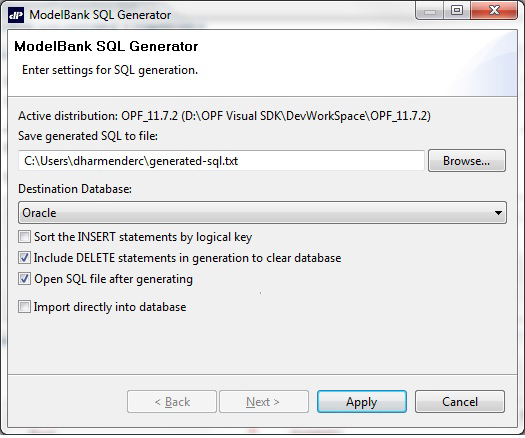 dP ModelBank SQL Generator
ModelBank SQL Generator
Enter settings for SQL generation.
Active distribution: OPF_11.7.2 (D:\OPF Visual SDK\DevWorkSpace\OPF_11.7.2)
Save generated SQL to file:
C:\Users\dharmenderc\generated-sql.txt Browse...
Destination Database:
Oracle
Sort the INSERT statements by logical key
Include DELETE statements in generation to clear database
Open SQL file after generating
Import directly into database
< Back Next > Apply Cancel